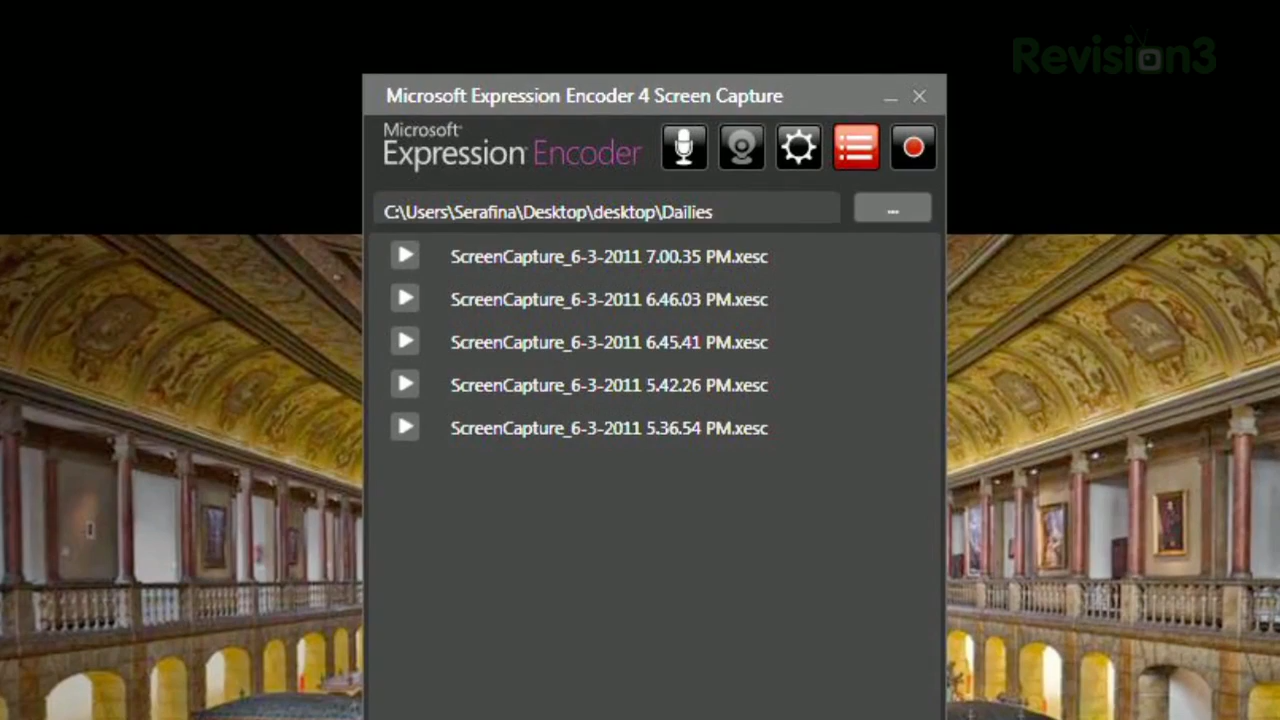 Revision3
Microsoft Expression Encoder 4 Screen Capture
Microsoft
Expression Encoder
C:\Users\Serafina\Desktop\desktop\Dailies
...
ScreenCapture_6-3-2011 7.00.35 PM.xesc
ScreenCapture_6-3-2011 6.46.03 PM.xesc
ScreenCapture_6-3-2011 6.45.41 PM.xesc
ScreenCapture_6-3-2011 5.42.26 PM.xesc
ScreenCapture_6-3-2011 5.36.54 PM.xesc